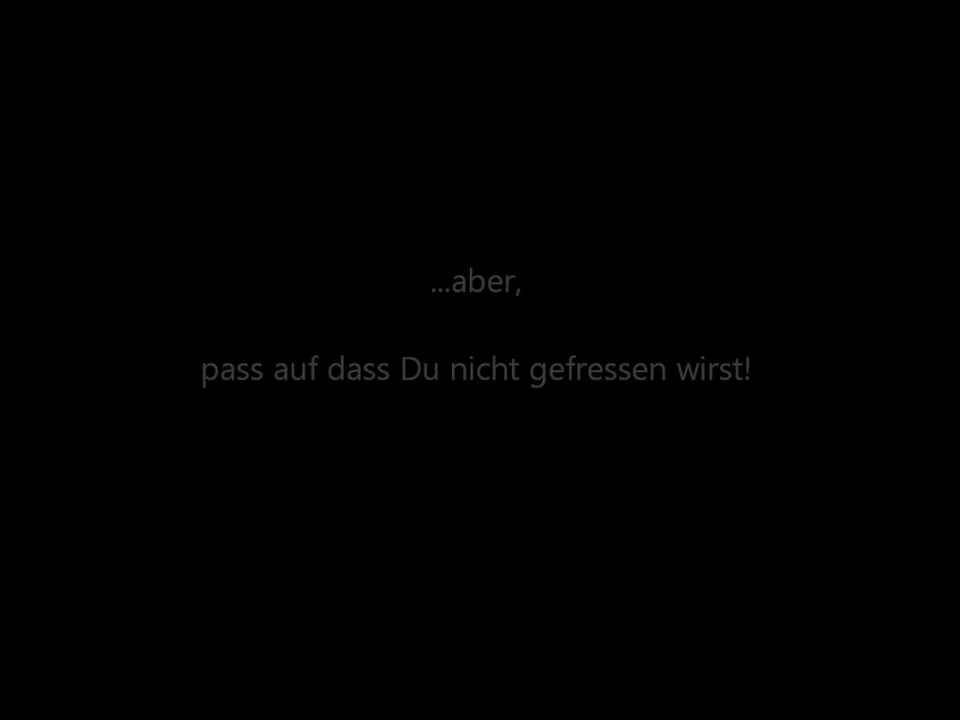 ...aber,
pass auf dass Du nicht gefressen wirst!